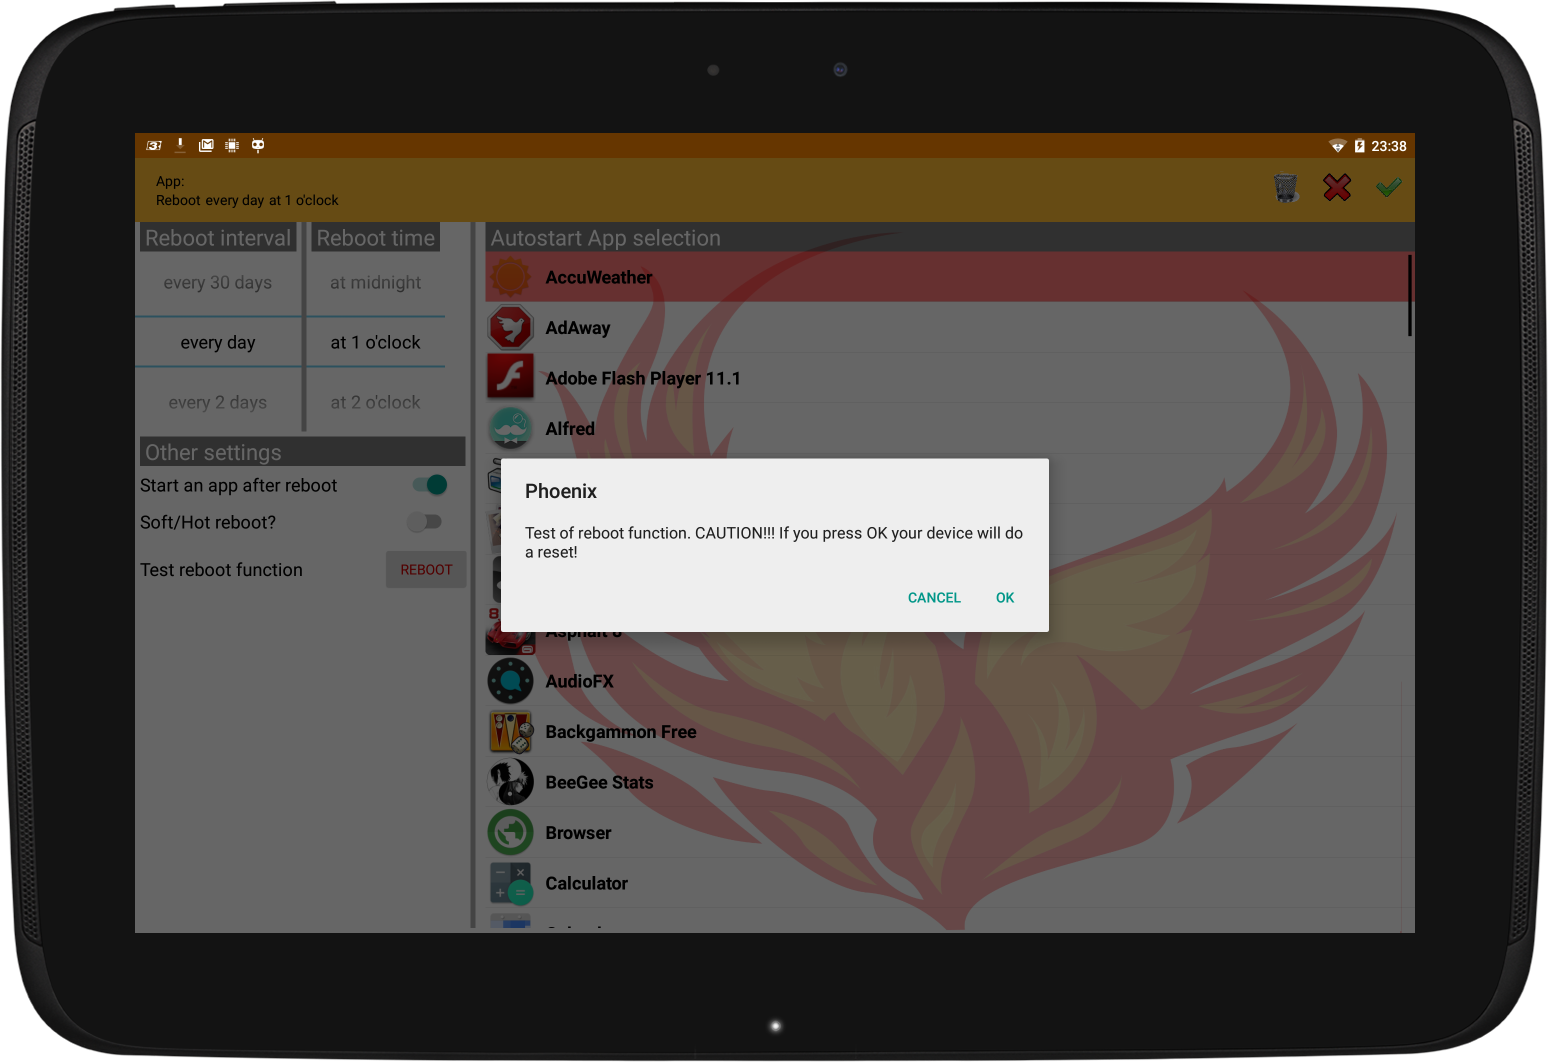 23:38
App:
Reboot every day at 1 o'clock
Reboot interval
Reboot time
every 30 days
at midnight
every day
at 1 o'clock
every 2 days
at 2 o'clock
Other settings
Start an app after reboot
Soft/Hot reboot?
Test reboot function
REBOOT
Autostart App selection
AccuWeather
AdAway
Adobe Flash Player 11.1
Alfred
Phoenix
Test of reboot function. CAUTION!!! If you press OK your device will do
a reset!
CANCEL
OK
Asphalt 8
AudioFX
Backgammon Free
BeeGee Stats
Browser
Calculator